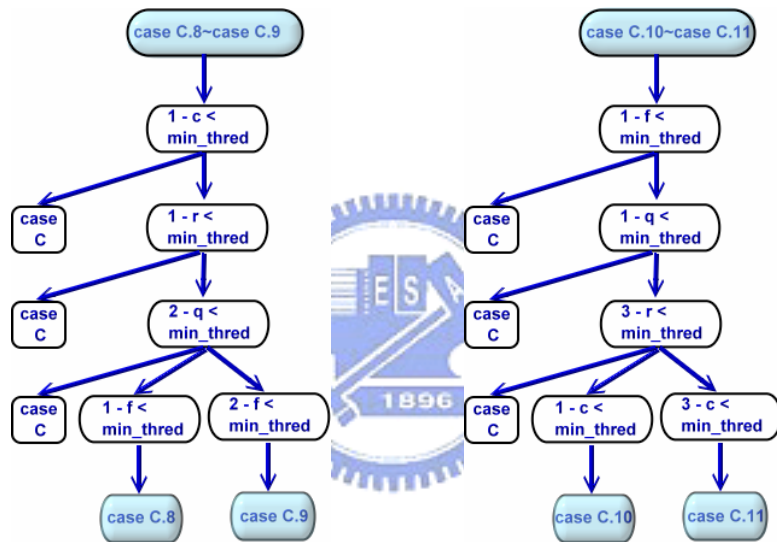 case C.8~case C.9
1 - c <
min_thred
case
C
1 - r <
min_thred
case
C
2 - q <
min_thred
case
C
1 - f <
min_thred
2 - f <
min_thred
case C.8
case C.9
case C.10~case C.11
1 - f <
min_thred
case
C
1 - q <
min_thred
case
C
3 - r <
min_thred
case
C
1 - c <
min_thred
3 - c <
min_thred
case C.10
case C.11
E S A
1896